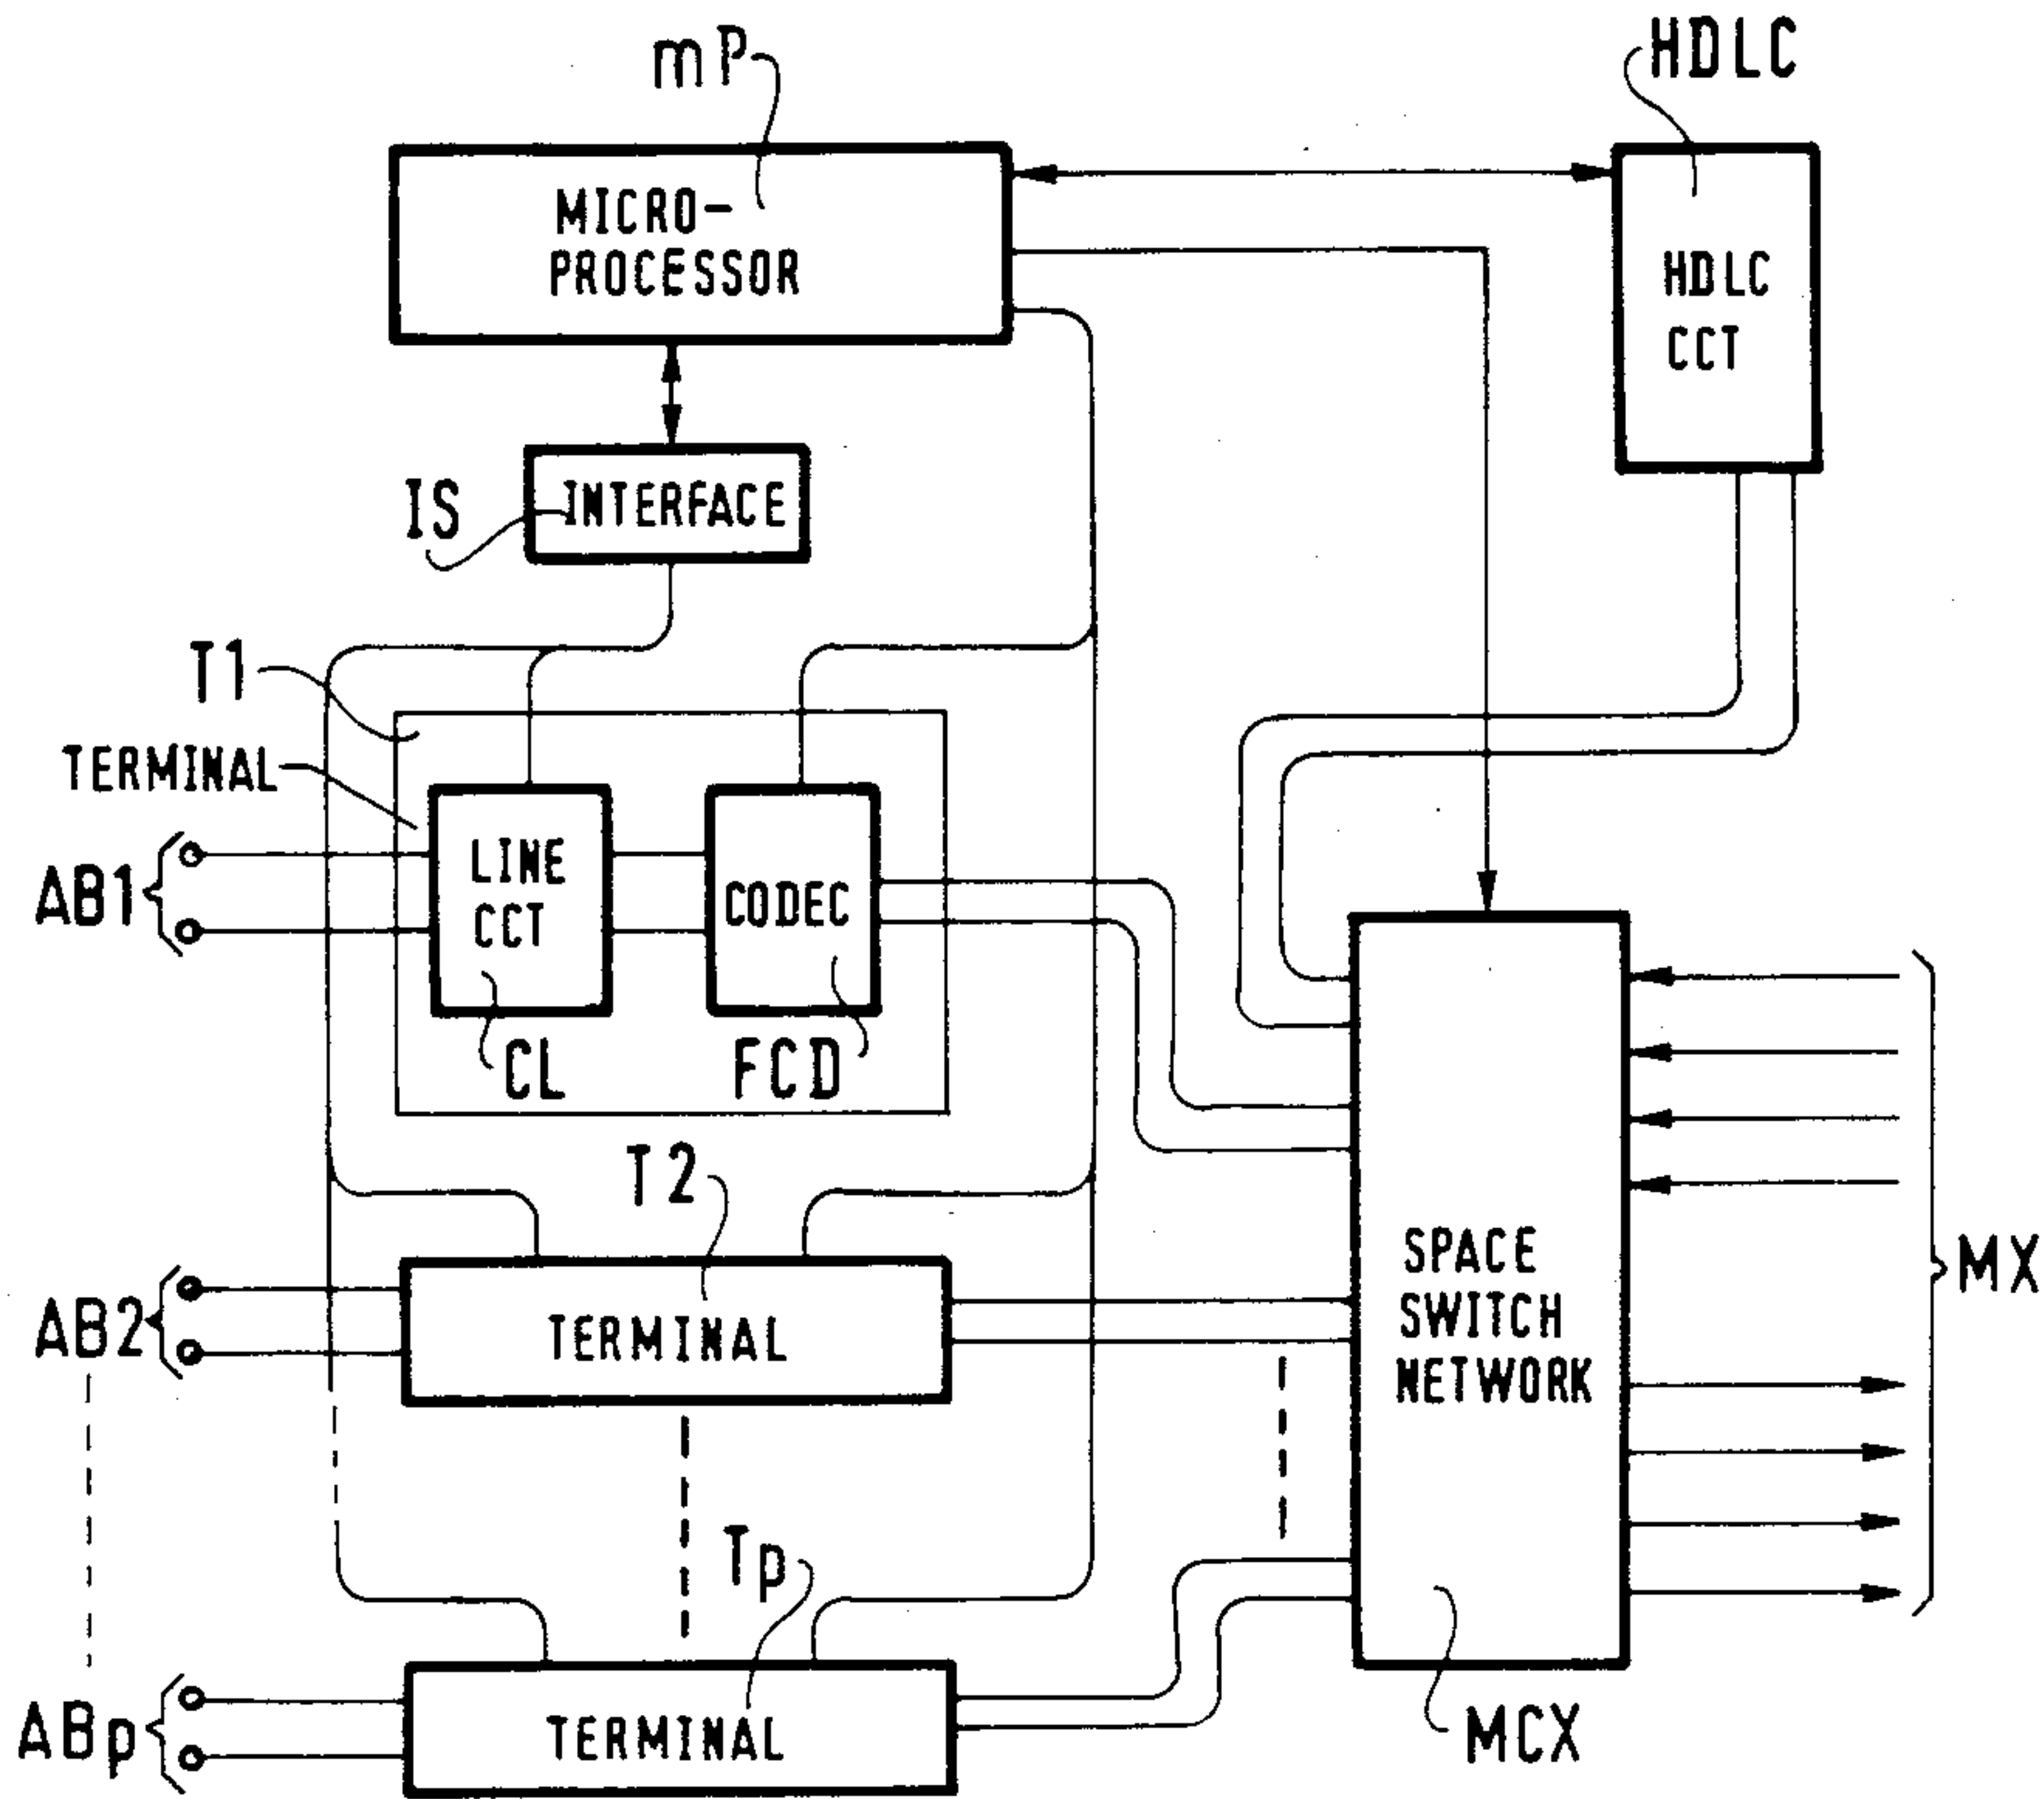 mP
HDLC
MICRO-
PROCESSOR
HDLC
CCT
IS
INTERFACE
T1
TERMINAL
AB1
LINE
CCT
CODEC
CL
FCD
T2
SPACE
SWITCH
NETWORK
MX
AB2
TERMINAL
Tp
ABp
TERMINAL
MCX